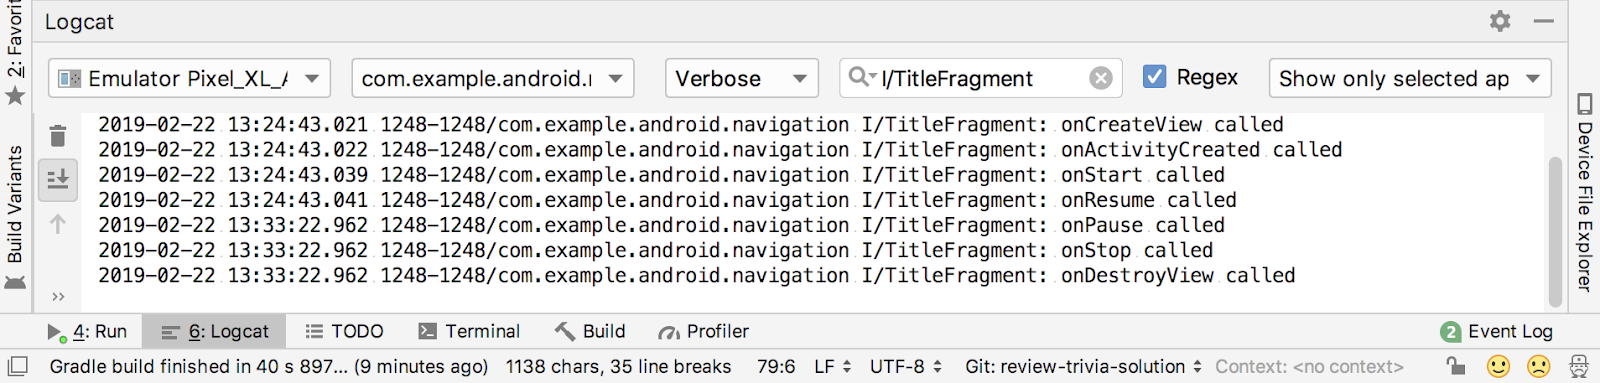 Logcat
2: Favorit
Emulator Pixel_XL_A com.example.android.r Verbose I/TitleFragment Regex Show only selected ap
2019-02-22 13:24:43.021 1248-1248/com.example.android.navigation I/TitleFragment: onCreateView called
2019-02-22 13:24:43.022 1248-1248/com.example.android.navigation I/TitleFragment: onActivityCreated called
2019-02-22 13:24:43.039 1248-1248/com.example.android.navigation I/TitleFragment: onStart called
2019-02-22 13:24:43.041 1248-1248/com.example.android.navigation I/TitleFragment: onResume called
2019-02-22 13:33:22.962 1248-1248/com.example.android.navigation I/TitleFragment: onPause called
2019-02-22 13:33:22.962 1248-1248/com.example.android.navigation I/TitleFragment: onStop called
2019-02-22 13:33:22.962 1248-1248/com.example.android.navigation I/TitleFragment: onDestroyView called
Build Variants
Device File Explorer
4: Run 6: Logcat TODO Terminal Build Profiler 2 Event Log
Gradle build finished in 40 s 897... (9 minutes ago) 1138 chars, 35 line breaks 79:6 LF UTF-8 Git: review-trivia-solution Context: <no context>